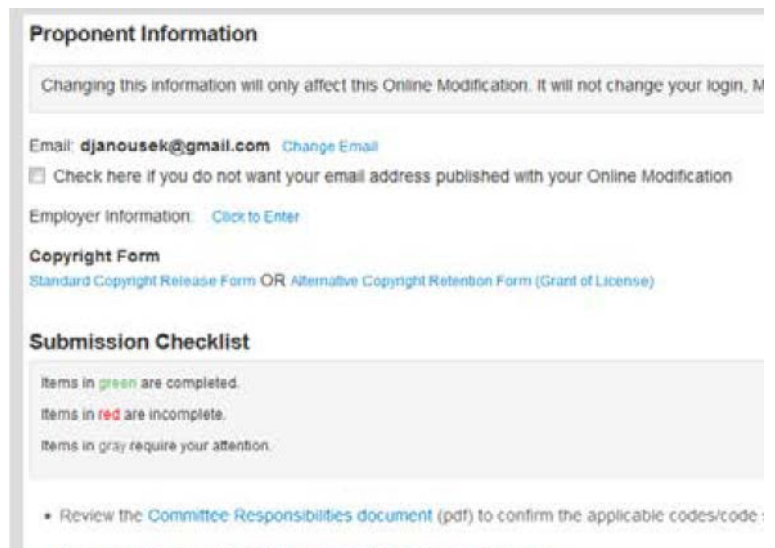 Proponent Information
Changing this information will only affect this Online Modification. It will not change your login, M
Email: djanousek@gmail.com Change Email
Check here if you do not want your email address published with your Online Modification
Employer Information: Click to Enter
Copyright Form
Standard Copyright Release Form OR Alternative Copyright Retention Form (Grant of License)
Submission Checklist
Items in green are completed.
Items in red are incomplete.
Items in gray require your attention.
• Review the Committee Responsibilities document (pdf) to confirm the applicable codes/code